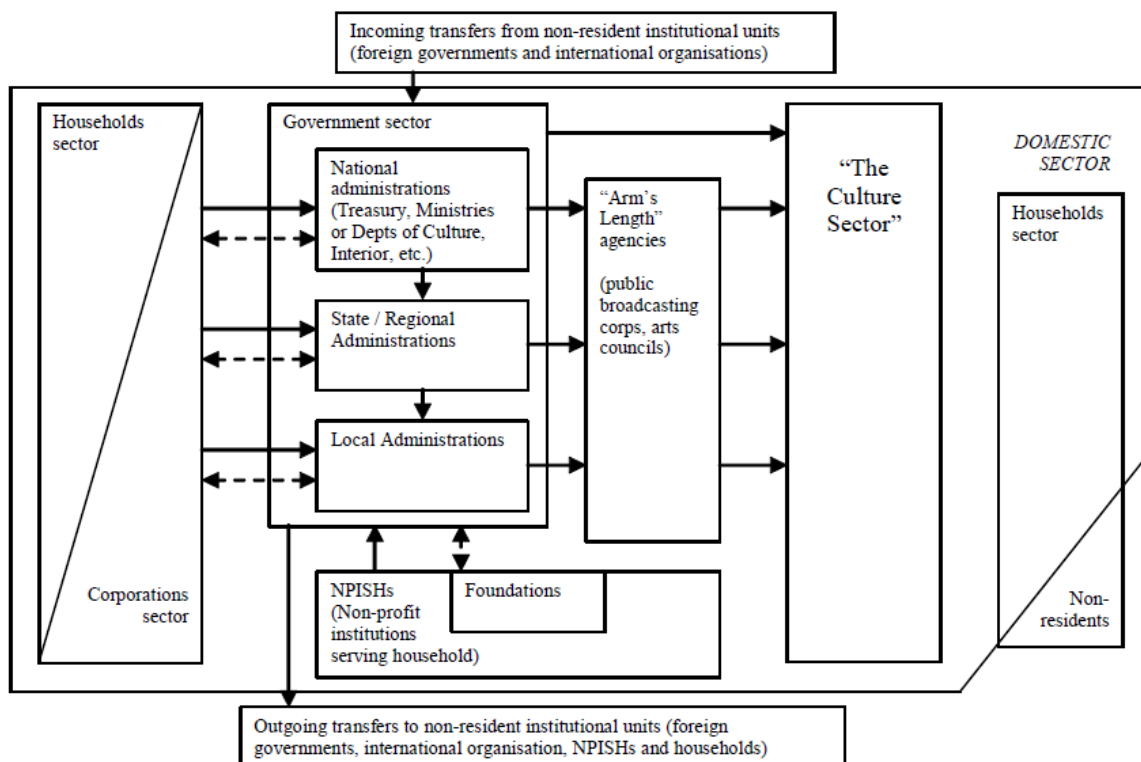 Incoming transfers from non-resident institutional units
(foreign governments and international organisations)
Households
sector
Corporations
sector
Government sector
National
administrations
(Treasury, Ministries
or Depts of Culture,
Interior, etc.)
State / Regional
Administrations
Local Administrations
“Arm’s
Length”
agencies
(public
broadcasting
corps, arts
councils)
NPISHs
(Non-profit
institutions
serving household)
Foundations
“The
Culture
Sector”
DOMESTIC
SECTOR
Households
sector
Non-
residents
Outgoing transfers to non-resident institutional units (foreign
governments, international organisation, NPISHs and households)